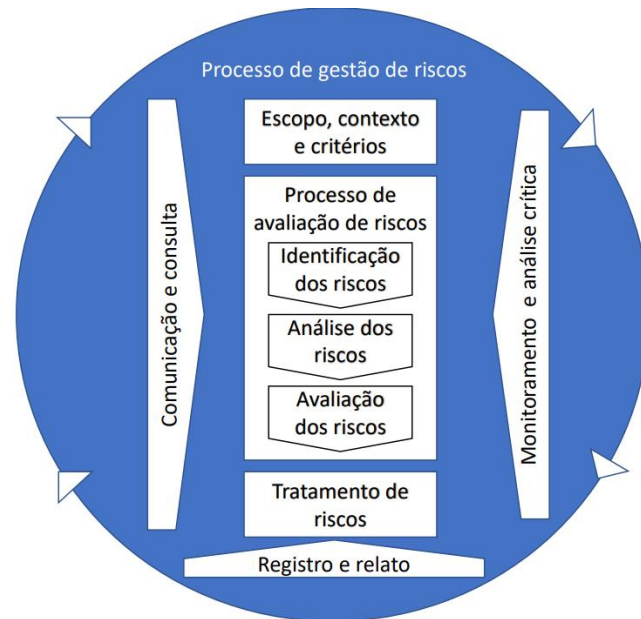 Processo de gestão de riscos
Escopo, contexto
e critérios
Processo de
avaliação de riscos
Identificação
dos riscos
Análise dos
riscos
Avaliação
dos riscos
Tratamento de
riscos
Registro e relato
Comunicação e consulta
Monitoramento e análise crítica